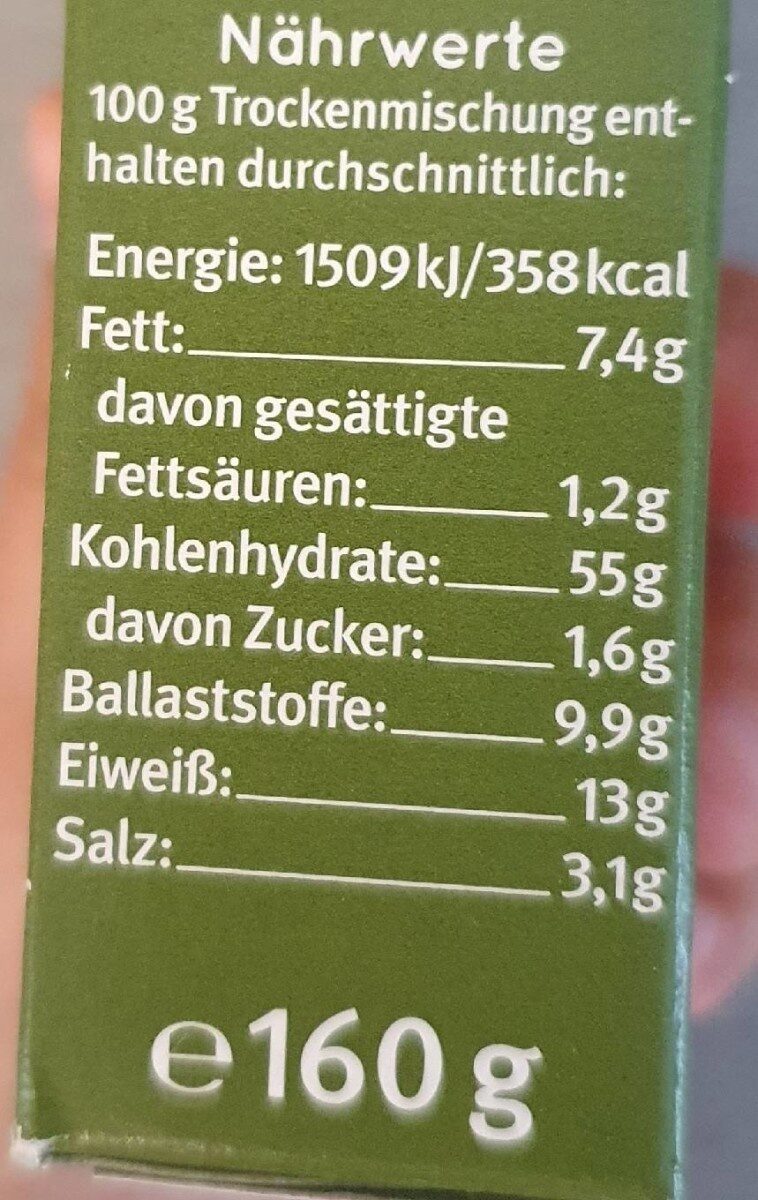 Nährwerte
100 g Trockenmischung ent-
halten durchschnittlich:
Energie: 1509 kJ/358 kcal
Fett: 7,4 g
davon gesättigte
Fettsäuren: 1,2 g
Kohlenhydrate: 55 g
davon Zucker: 1,6 g
Ballaststoffe: 9,9 g
Eiweiß: 13 g
Salz: 3,1 g
℮160 g